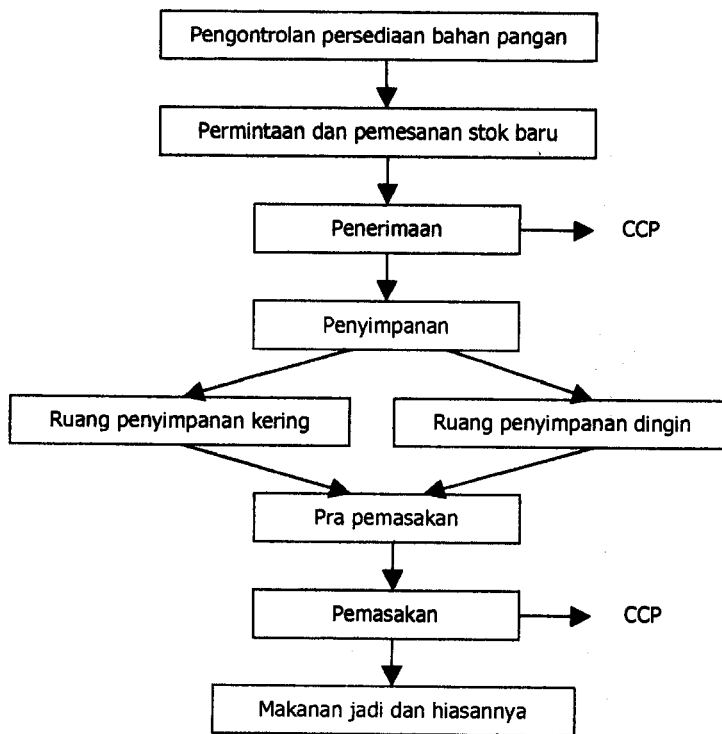 Pengontrolan persediaan bahan pangan
Permintaan dan pemesanan stok baru
Penerimaan
CCP
Penyimpanan
Ruang penyimpanan kering
Ruang penyimpanan dingin
Pra pemasakan
Pemasakan
CCP
Makanan jadi dan hiasannya